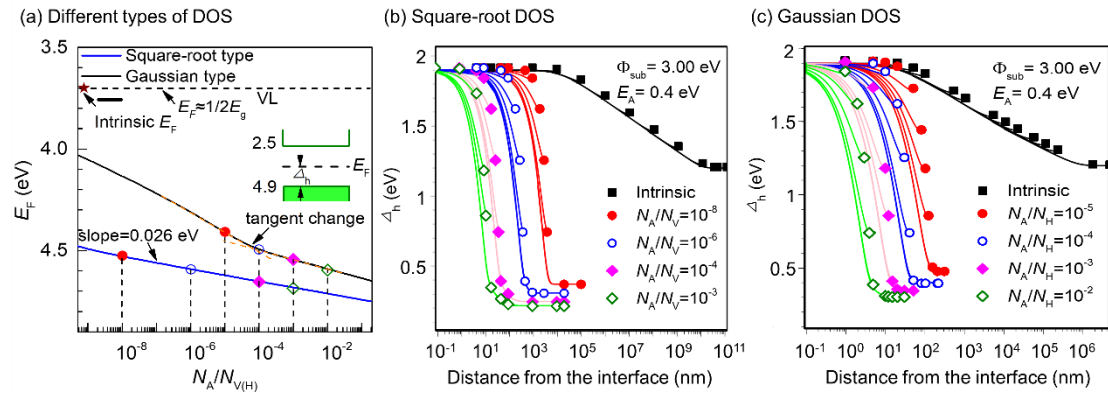 (a) Different types of DOS
3.5
4.0
4.5
E_F (eV)
Square-root type
Gaussian type
VL
E_F≈1/2E_g
Intrinsic E_F
2.5
E_F
Δ_h
4.9
tangent change
slope=0.026 eV
10^-8 10^-6 10^-4 10^-2
N_A/N_V(H)
(b) Square-root DOS
2
1.5
1
0.5
Δ_h (eV)
Φ_sub = 3.00 eV
E_A = 0.4 eV
Intrinsic
N_A/N_V=10^-8
N_A/N_V=10^-6
N_A/N_V=10^-4
N_A/N_V=10^-3
10^-1 10^1 10^3 10^5 10^7 10^9 10^11
Distance from the interface (nm)
(c) Gaussian DOS
2
1.5
1
0.5
Δ_h (eV)
Φ_sub = 3.00 eV
E_A = 0.4 eV
Intrinsic
N_A/N_H=10^-5
N_A/N_H=10^-4
N_A/N_H=10^-3
N_A/N_H=10^-2
10^-1 10^0 10^1 10^2 10^3 10^4 10^5 10^6
Distance from the interface (nm)